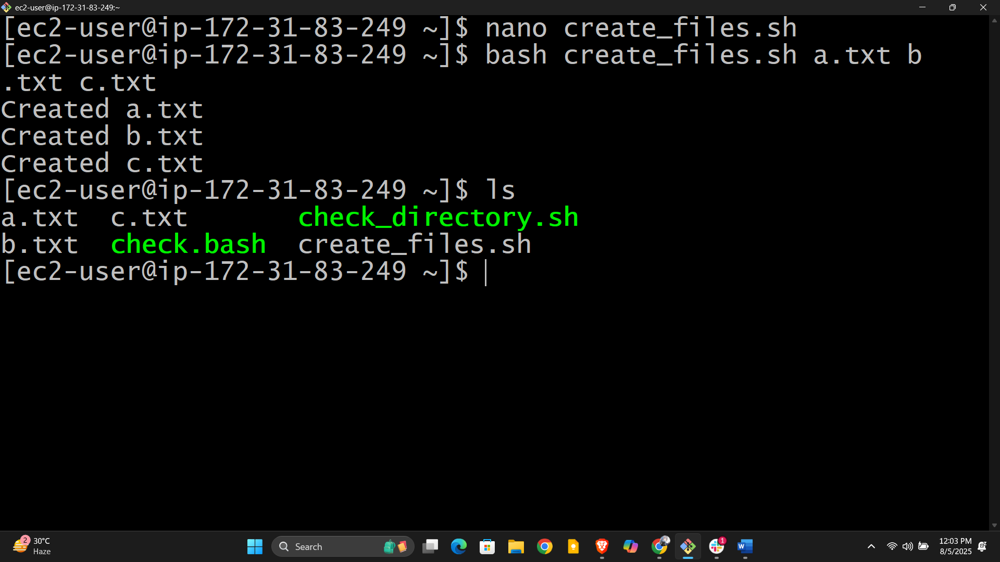 ec2-user@ip-172-31-83-249:~
[ec2-user@ip-172-31-83-249 ~]$ nano create_files.sh
[ec2-user@ip-172-31-83-249 ~]$ bash create_files.sh a.txt b
.txt c.txt
Created a.txt
Created b.txt
Created c.txt
[ec2-user@ip-172-31-83-249 ~]$ ls
a.txt  c.txt       check_directory.sh
b.txt  check.bash  create_files.sh
[ec2-user@ip-172-31-83-249 ~]$
2
30°C
Haze
Search
1
W
12:03 PM
8/5/2025